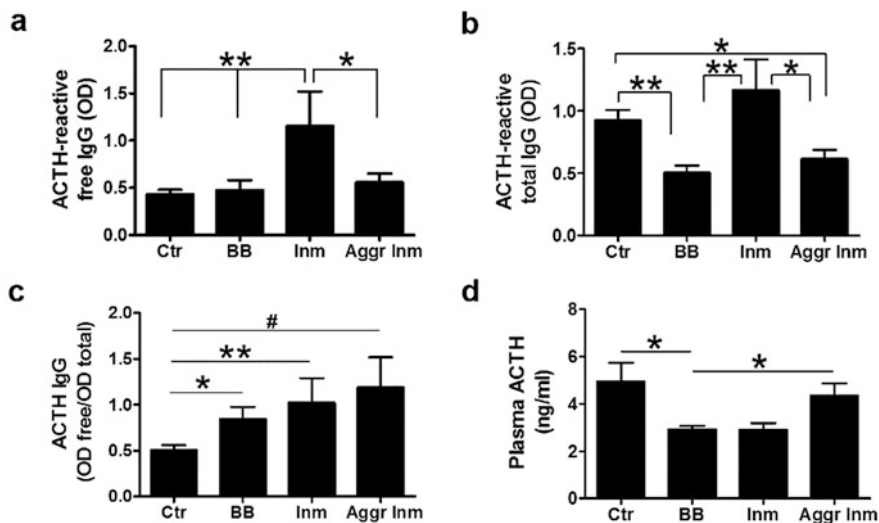 a
ACTH-reactive
free IgG (OD)
2.0
1.5
1.0
0.5
0.0
**
*
Ctr BB Inm Aggr Inm
b
ACTH-reactive
total IgG (OD)
1.5
1.0
0.5
0.0
*
** ** *
Ctr BB Inm Aggr Inm
c
ACTH IgG
(OD free/OD total)
2.0
1.5
1.0
0.5
0.0
#
**
*
Ctr BB Inm Aggr Inm
d
Plasma ACTH
(ng/ml)
8
6
4
2
0
*
*
Ctr BB Inm Aggr Inm